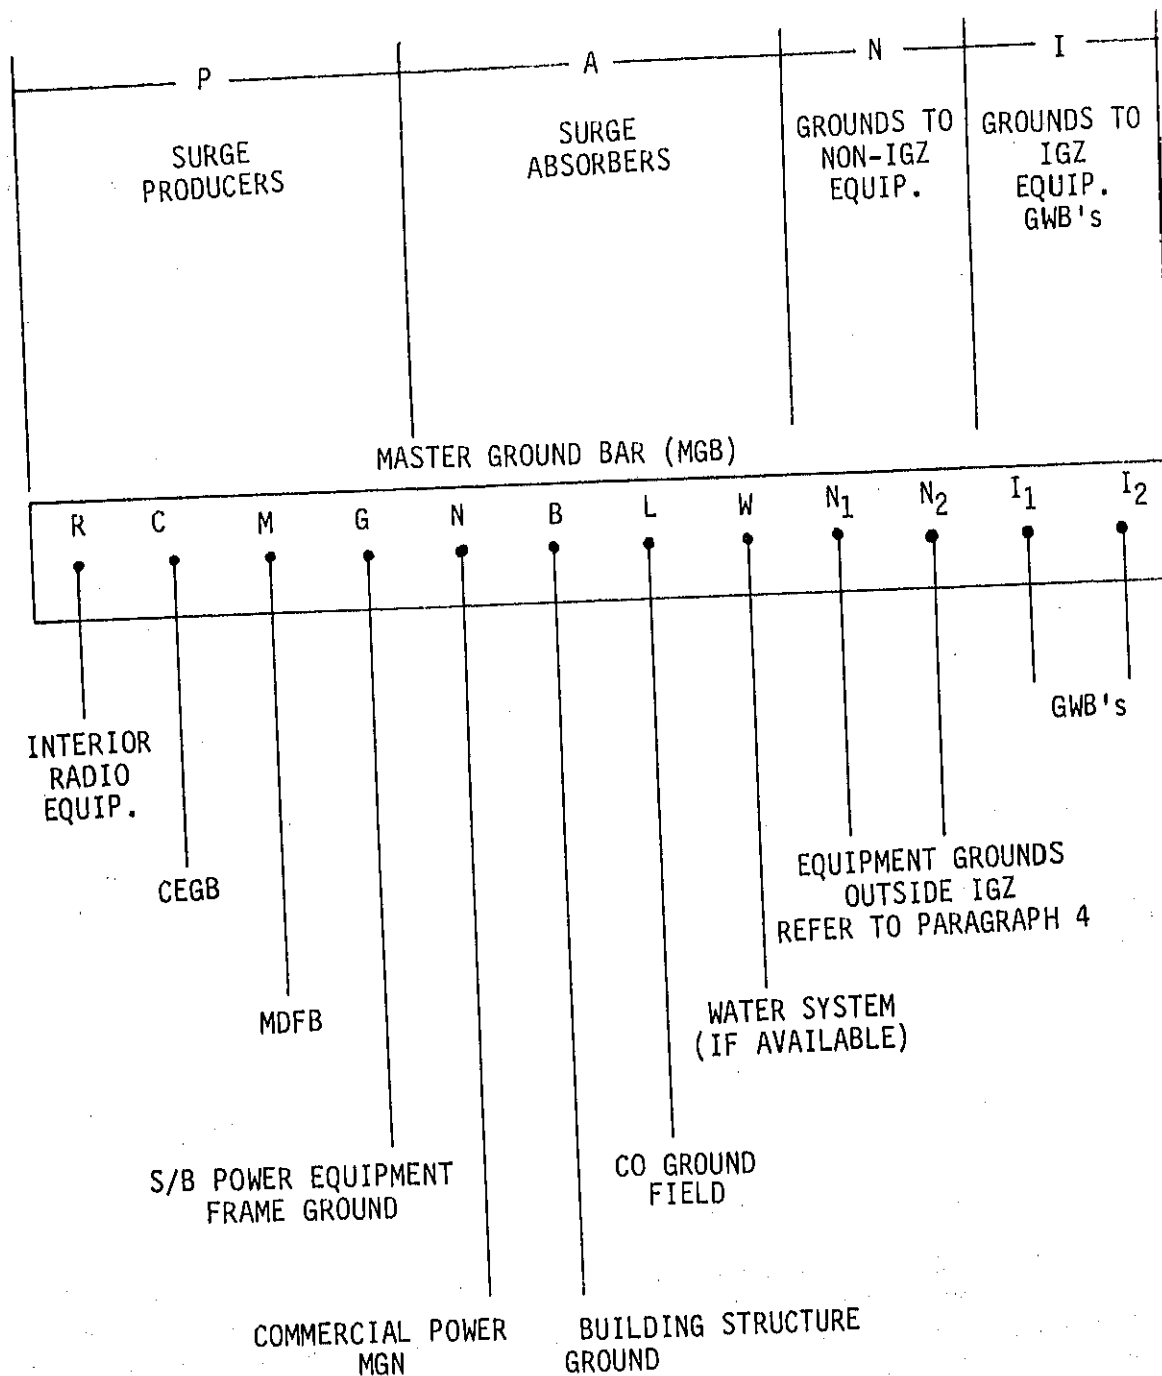 P A N I
SURGE
PRODUCERS
SURGE
ABSORBERS
GROUNDS TO
NON-IGZ
EQUIP.
GROUNDS TO
IGZ
EQUIP.
GWB's
MASTER GROUND BAR (MGB)
R C M G N B L W N1 N2 I1 I2
INTERIOR
RADIO
EQUIP.
CEGB
MDFB
S/B POWER EQUIPMENT
FRAME GROUND
COMMERCIAL POWER
MGN
BUILDING STRUCTURE
GROUND
CO GROUND
FIELD
WATER SYSTEM
(IF AVAILABLE)
EQUIPMENT GROUNDS
OUTSIDE IGZ
REFER TO PARAGRAPH 4
GWB's